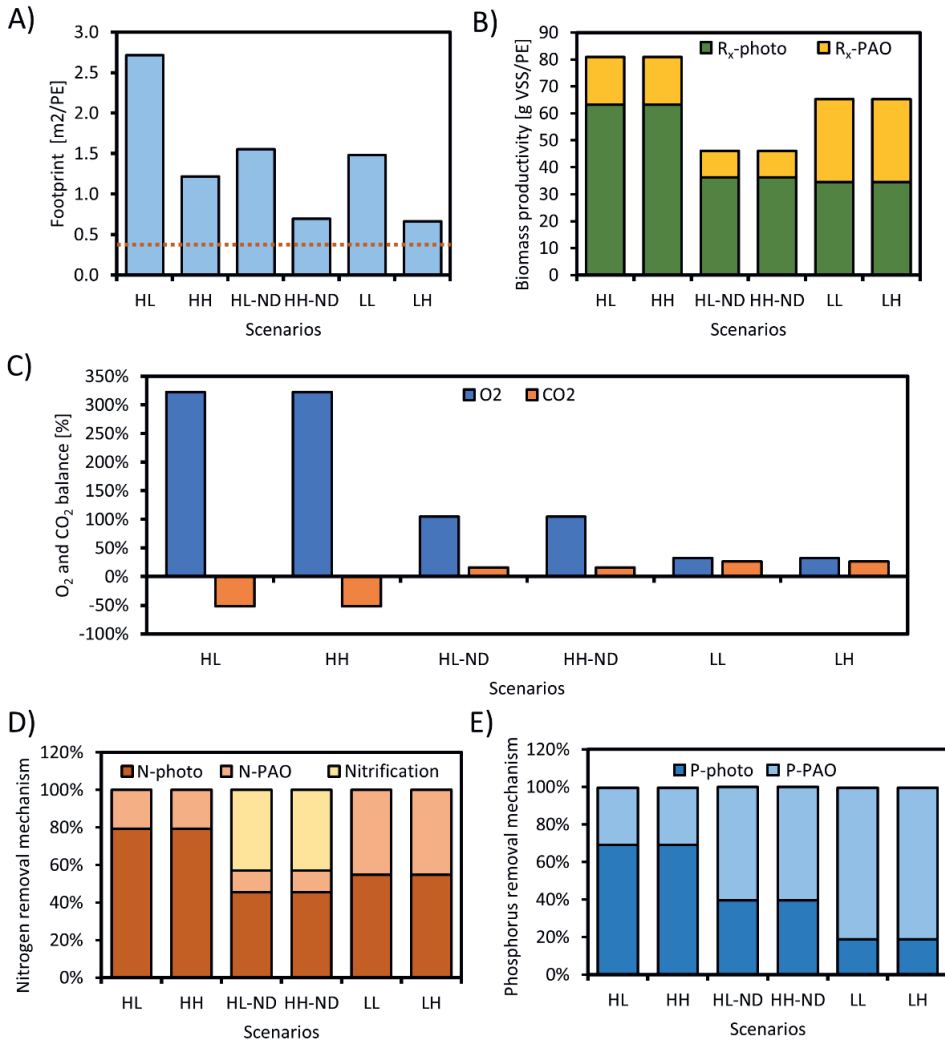 A)
Footprint [m2/PE]
3.0
2.5
2.0
1.5
1.0
0.5
0.0
HL HH HL-ND HH-ND LL LH
Scenarios
B)
Biomass productivity [g VSS/PE]
90
80
70
60
50
40
30
20
10
0
Rₓ-photo Rₓ-PAO
HL HH HL-ND HH-ND LL LH
Scenarios
C)
O₂ and CO₂ balance [%]
350%
300%
250%
200%
150%
100%
50%
0%
-50%
-100%
O2 CO2
HL HH HL-ND HH-ND LL LH
Scenarios
D)
Nitrogen removal mechanism
120%
100%
80%
60%
40%
20%
0%
N-photo N-PAO Nitrification
HL HH HL-ND HH-ND LL LH
Scenarios
E)
Phosphorus removal mechanism
120%
100%
80%
60%
40%
20%
0%
P-photo P-PAO
HL HH HL-ND HH-ND LL LH
Scenarios